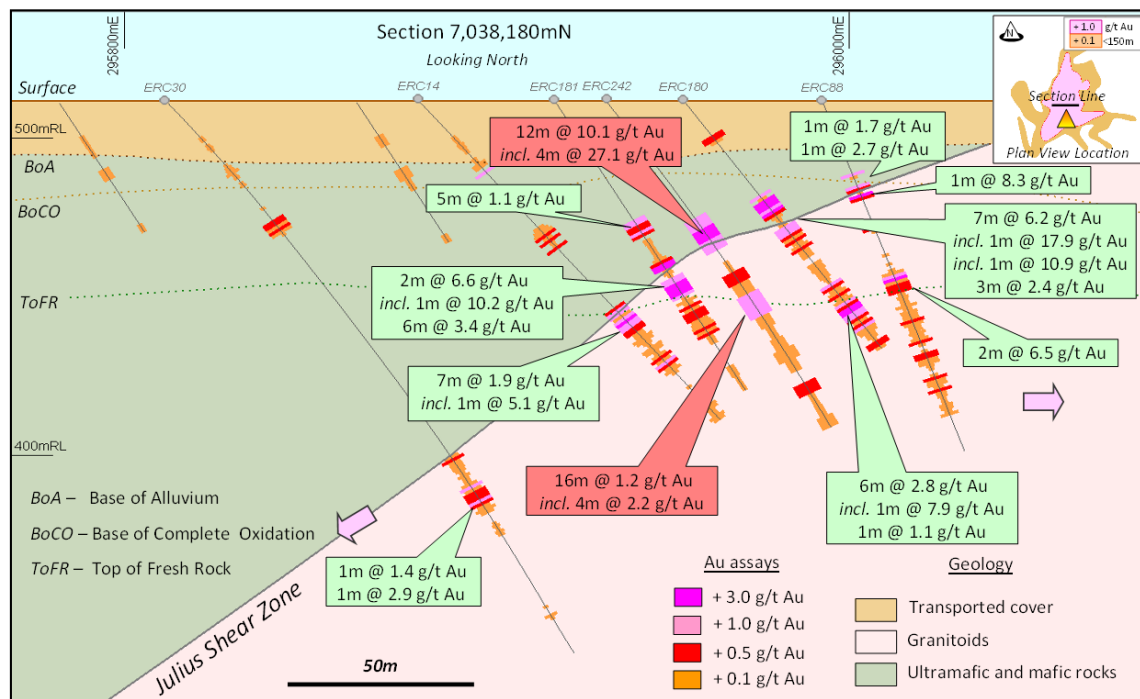 Section 7,038,180mN
Looking North
295800mE
296000mE
+ 1.0 g/t Au
+ 0.1 <150m
N
Section Line
Plan View Location
Surface
ERC30
ERC14
ERC181
ERC242
ERC180
ERC88
500mRL
BoA
BoCO
ToFR
400mRL
12m @ 10.1 g/t Au
incl. 4m @ 27.1 g/t Au
1m @ 1.7 g/t Au
1m @ 2.7 g/t Au
1m @ 8.3 g/t Au
5m @ 1.1 g/t Au
7m @ 6.2 g/t Au
incl. 1m @ 17.9 g/t Au
incl. 1m @ 10.9 g/t Au
3m @ 2.4 g/t Au
2m @ 6.6 g/t Au
incl. 1m @ 10.2 g/t Au
6m @ 3.4 g/t Au
2m @ 6.5 g/t Au
7m @ 1.9 g/t Au
incl. 1m @ 5.1 g/t Au
16m @ 1.2 g/t Au
incl. 4m @ 2.2 g/t Au
6m @ 2.8 g/t Au
incl. 1m @ 7.9 g/t Au
1m @ 1.1 g/t Au
1m @ 1.4 g/t Au
1m @ 2.9 g/t Au
BoA – Base of Alluvium
BoCO – Base of Complete Oxidation
ToFR – Top of Fresh Rock
Julius Shear Zone
50m
Au assays
+ 3.0 g/t Au
+ 1.0 g/t Au
+ 0.5 g/t Au
+ 0.1 g/t Au
Geology
Transported cover
Granitoids
Ultramafic and mafic rocks